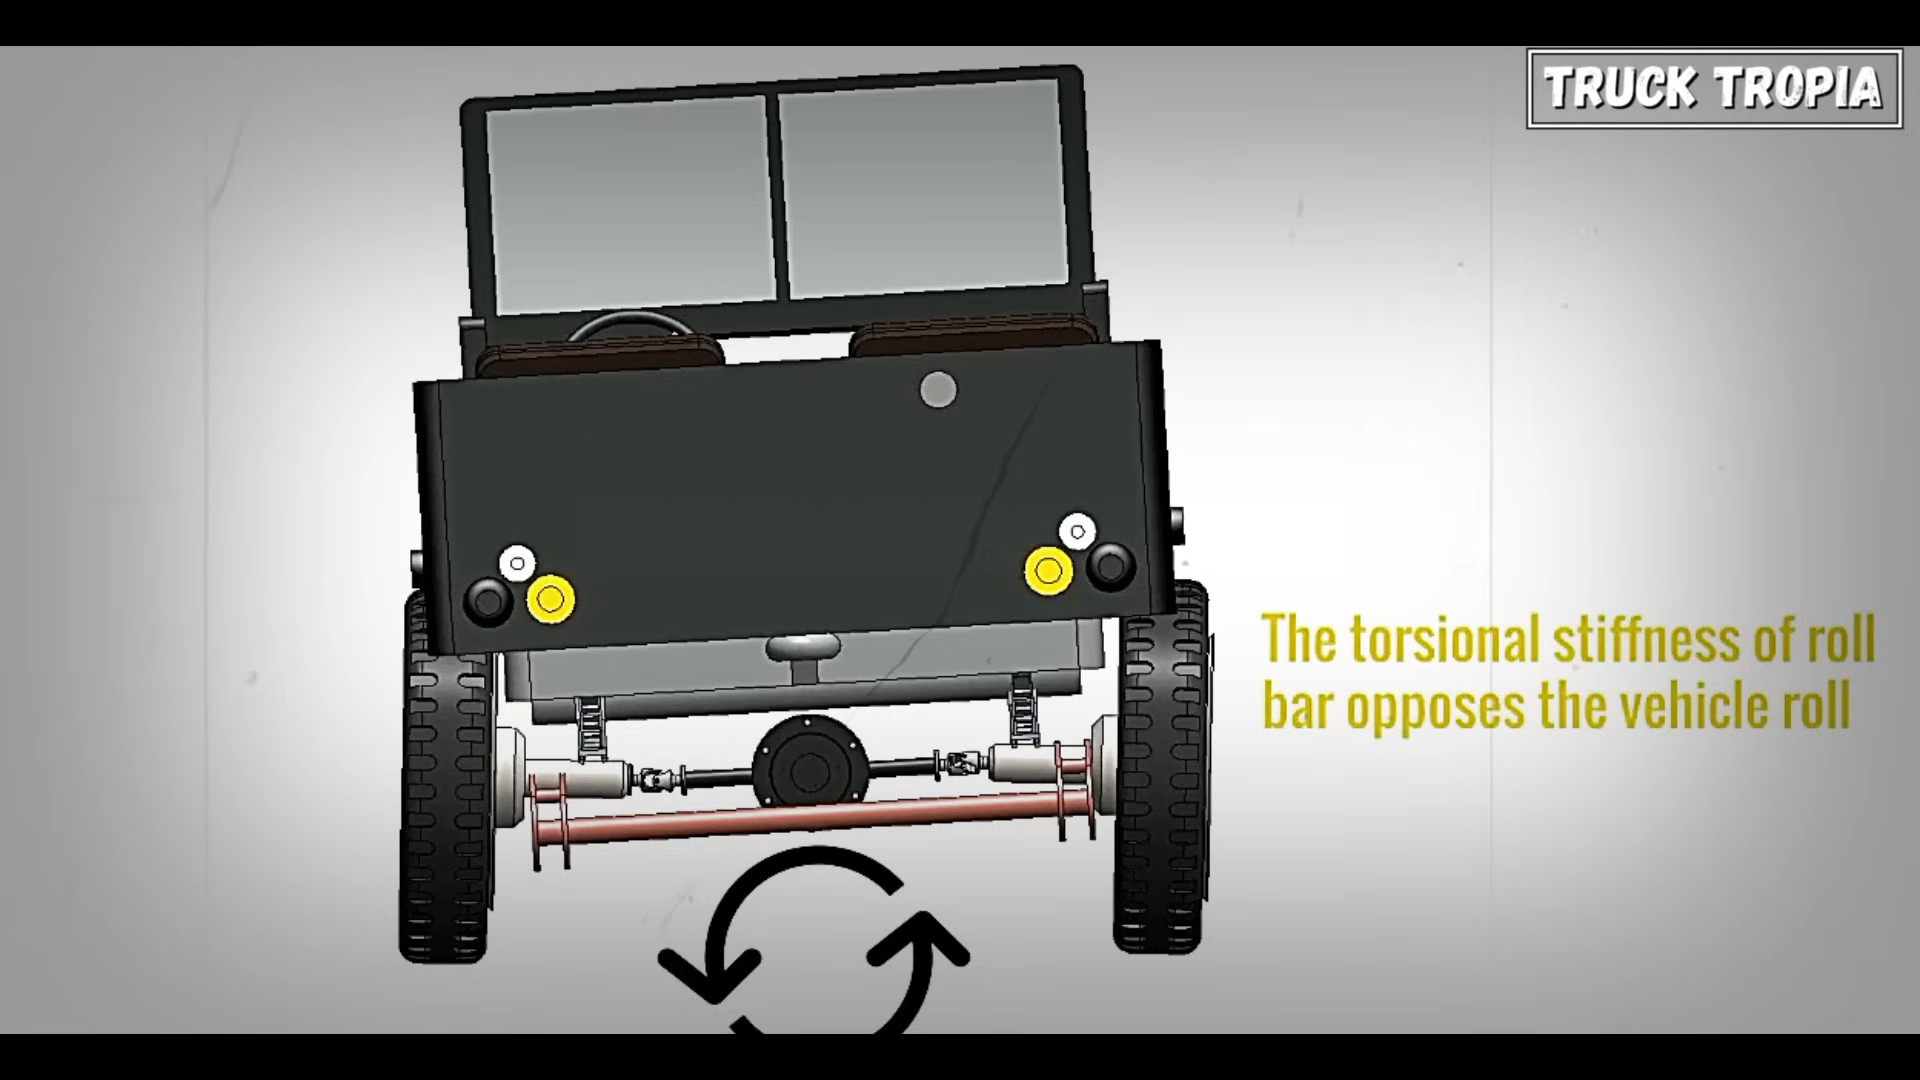 TRUCK TROPIA
The torsional stiffness of roll
bar opposes the vehicle roll